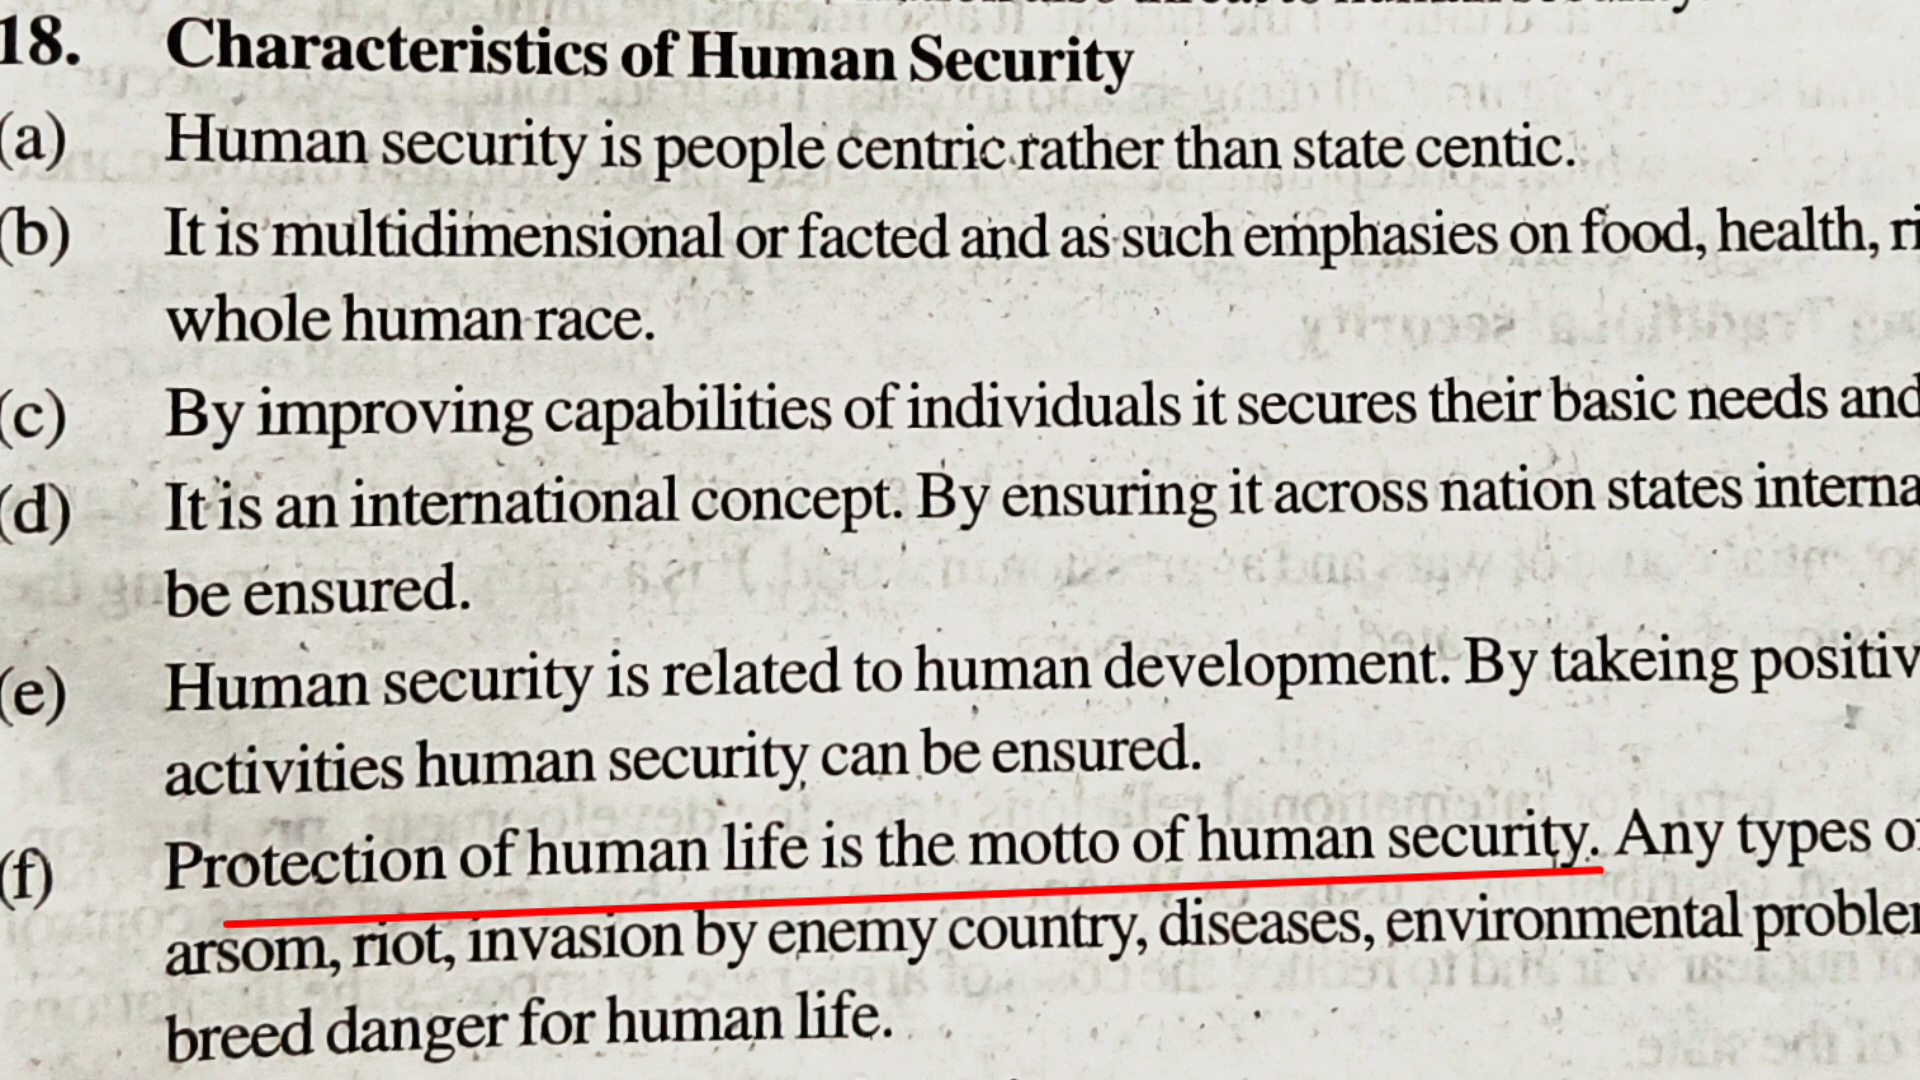 18. Characteristics of Human Security
(a) Human security is people centric rather than state centic.
(b) It is multidimensional or facted and as such emphasies on food, health,
whole human race.
(c) By improving capabilities of individuals it secures their basic needs and
(d) It is an international concept. By ensuring it across nation states
be ensured.
(e) Human security is related to human development. By takeing
activities human security can be ensured.
(f) Protection of human life is the motto of human security. Any types
arsom, riot, invasion by enemy country, diseases, environmental
breed danger for human life.